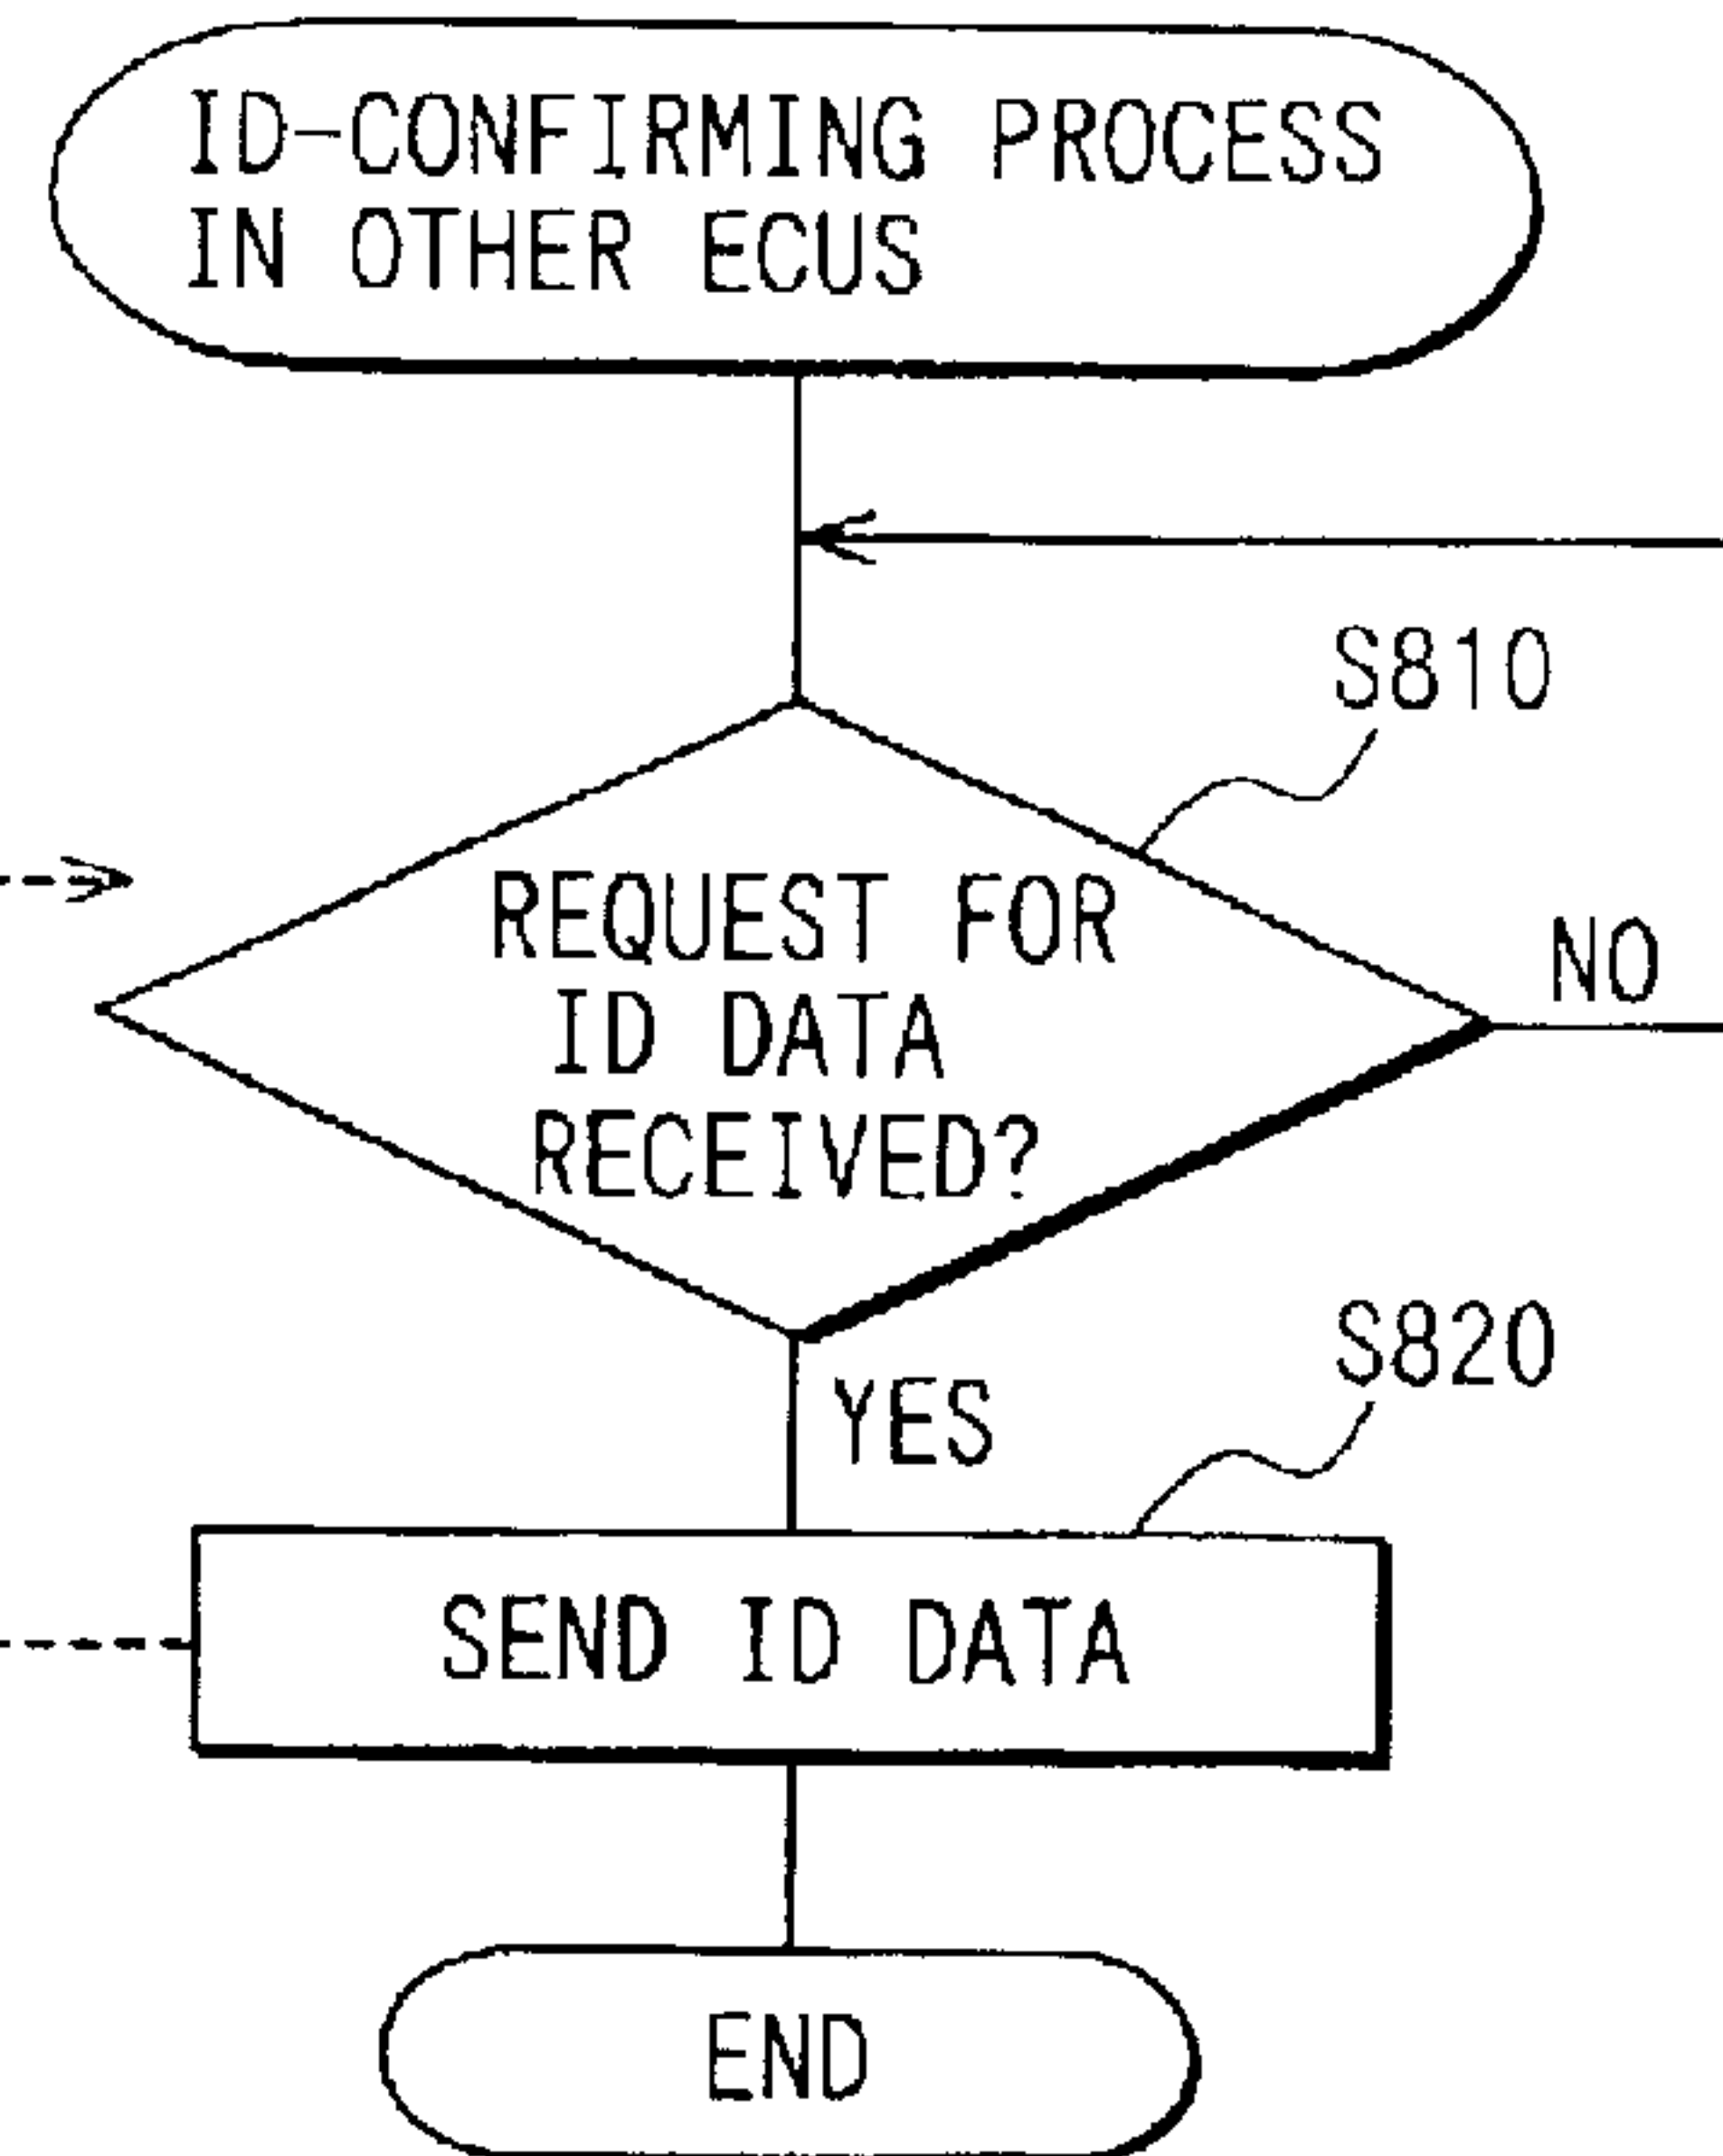 ID-CONFIRMING PROCESS
IN OTHER ECUS
S810
REQUEST FOR
ID DATA
RECEIVED?
NO
YES
S820
SEND ID DATA
END